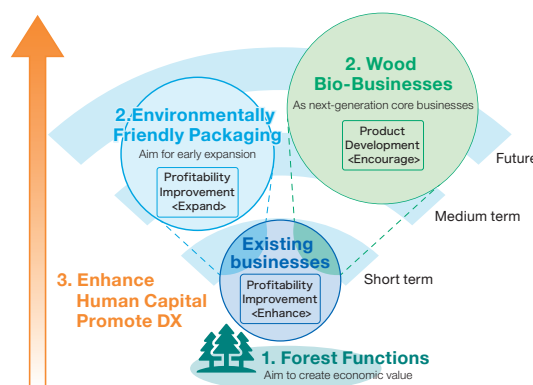 2. Wood
Bio-Businesses
As next-generation core businesses
Product
Development
<Encourage>
2.Environmentally
Friendly Packaging
Aim for early expansion
Profitability
Improvement
<Expand>
Future
Medium term
Short term
Existing
businesses
Profitability
Improvement
<Enhance>
3. Enhance
Human Capital
Promote DX
1. Forest Functions
Aim to create economic value